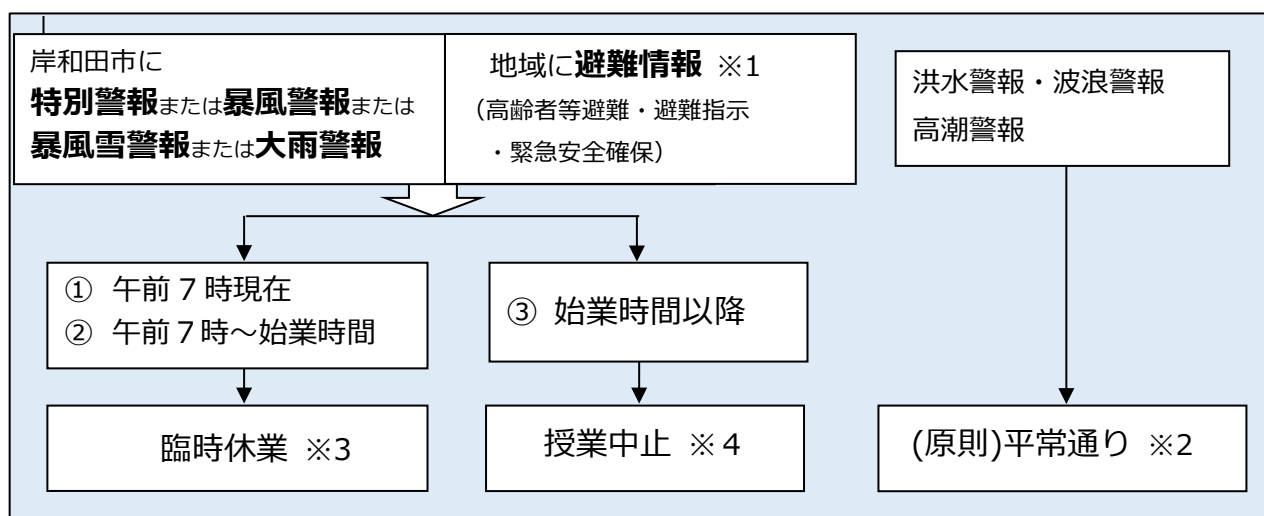 岸和田市に
特別警報または暴風警報または
暴風雪警報または大雨警報
地域に避難情報 ※1
（高齢者等避難・避難指示
・緊急安全確保）
洪水警報・波浪警報
高潮警報
① 午前７時現在
② 午前７時～始業時間
③ 始業時間以降
臨時休業 ※3
授業中止 ※４
(原則)平常通り ※2